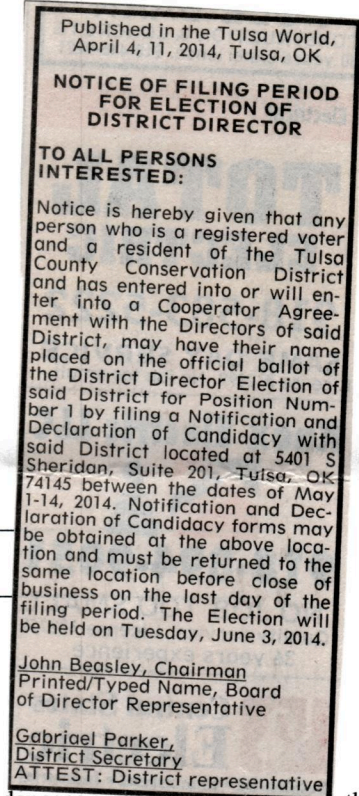 Published in the Tulsa World,
April 4, 11, 2014, Tulsa, OK
NOTICE OF FILING PERIOD
FOR ELECTION OF
DISTRICT DIRECTOR
TO ALL PERSONS
INTERESTED:
Notice is hereby given that any
person who is a registered voter
and a resident of the Tulsa
County Conservation District
and has entered into or will en-
ter into a Cooperator Agree-
ment with the Directors of said
District, may have their name
placed on the official ballot of
the District Director Election of
said District for Position Num-
ber 1 by filing a Notification and
Declaration of Candidacy with
said District located at 5401 S
Sheridan, Suite 201, Tulsa, OK
74145 between the dates of May
1-14, 2014. Notification and Dec-
laration of Candidacy forms may
be obtained at the above loca-
tion and must be returned to the
same location before close of
business on the last day of the
filing period. The Election will
be held on Tuesday, June 3, 2014.
John Beasley, Chairman
Printed/Typed Name, Board
of Director Representative
Gabriael Parker,
District Secretary
ATTEST: District representative